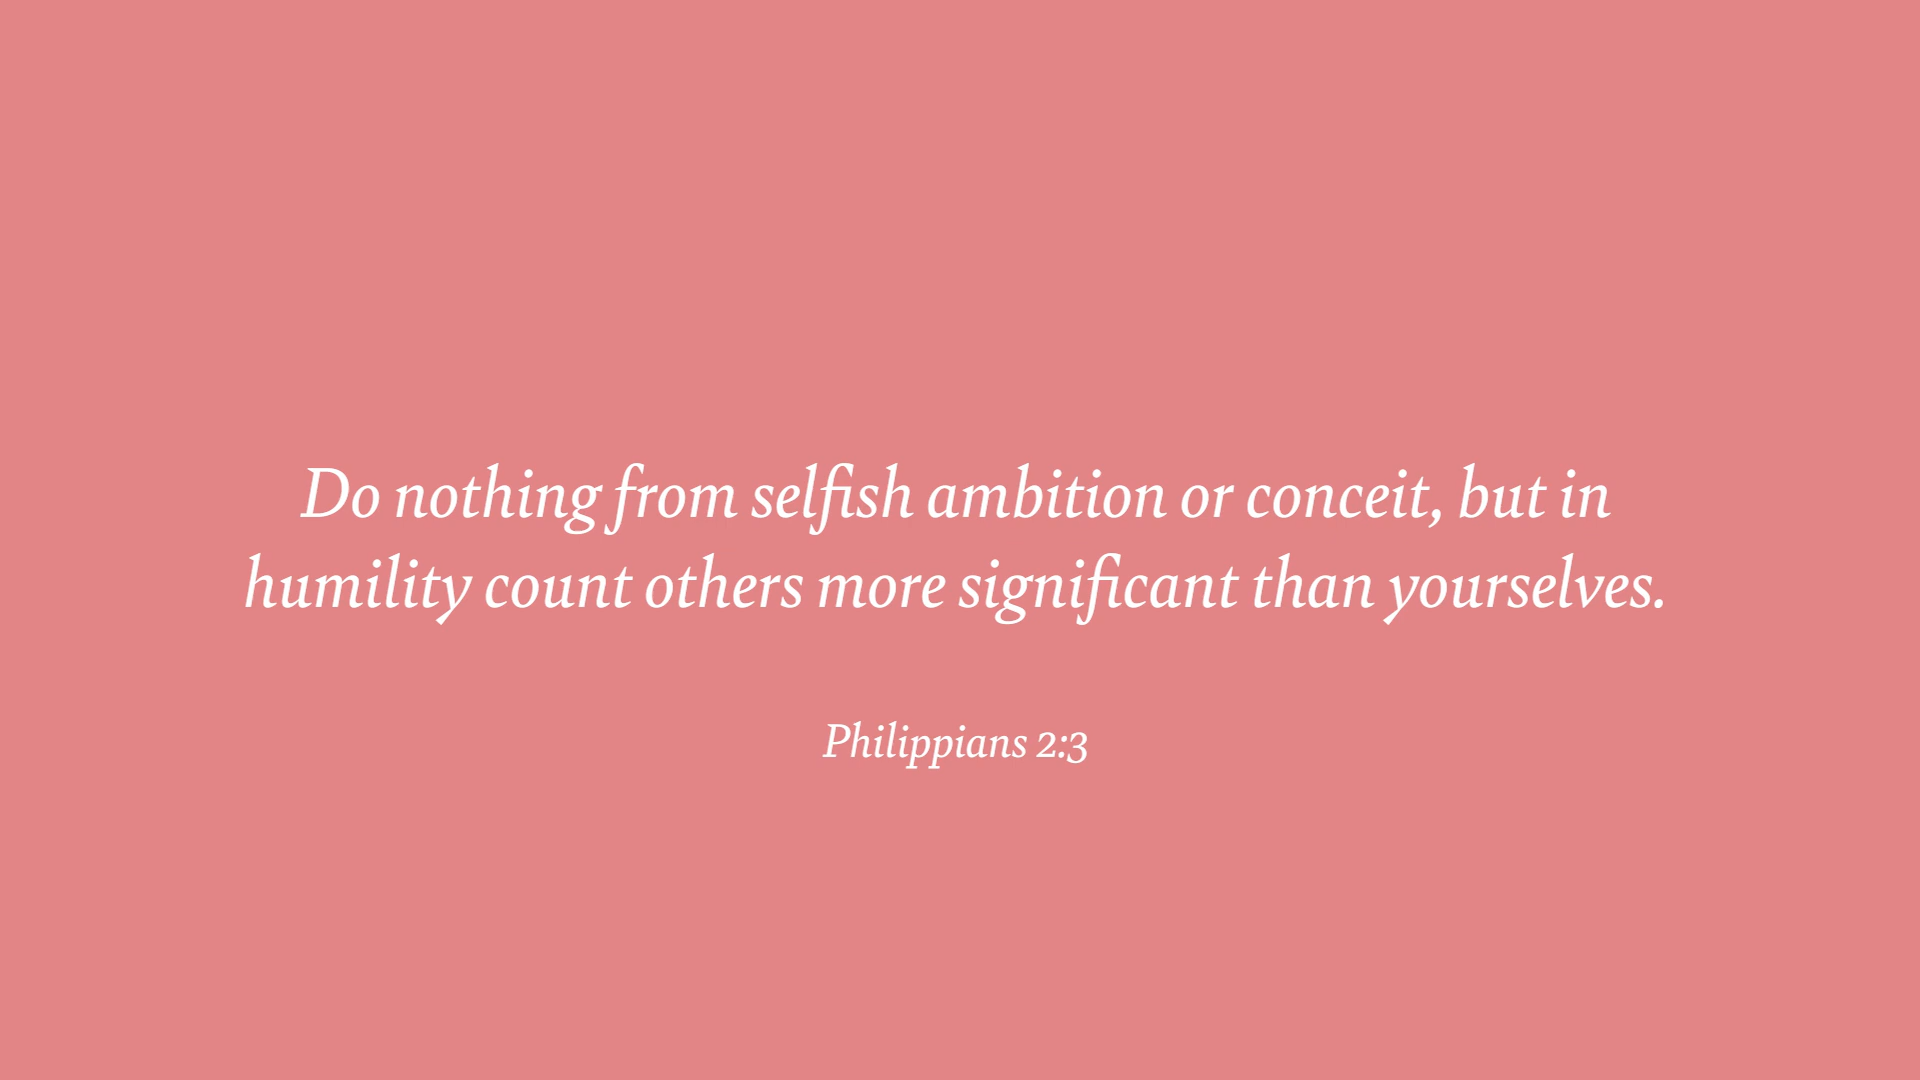 Do nothing from selfish ambition or conceit, but in
humility count others more significant than yourselves.
Philippians 2:3